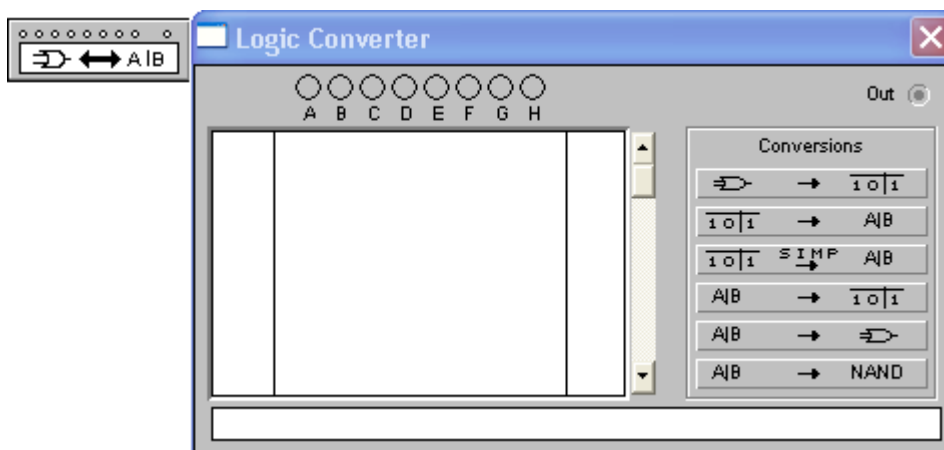 A|B
Logic Converter
Out
A B C D E F G H
Conversions
→ 1 0|1
1 0|1 → A|B
1 0|1 SIMP → A|B
A|B → 1 0|1
A|B →
A|B → NAND